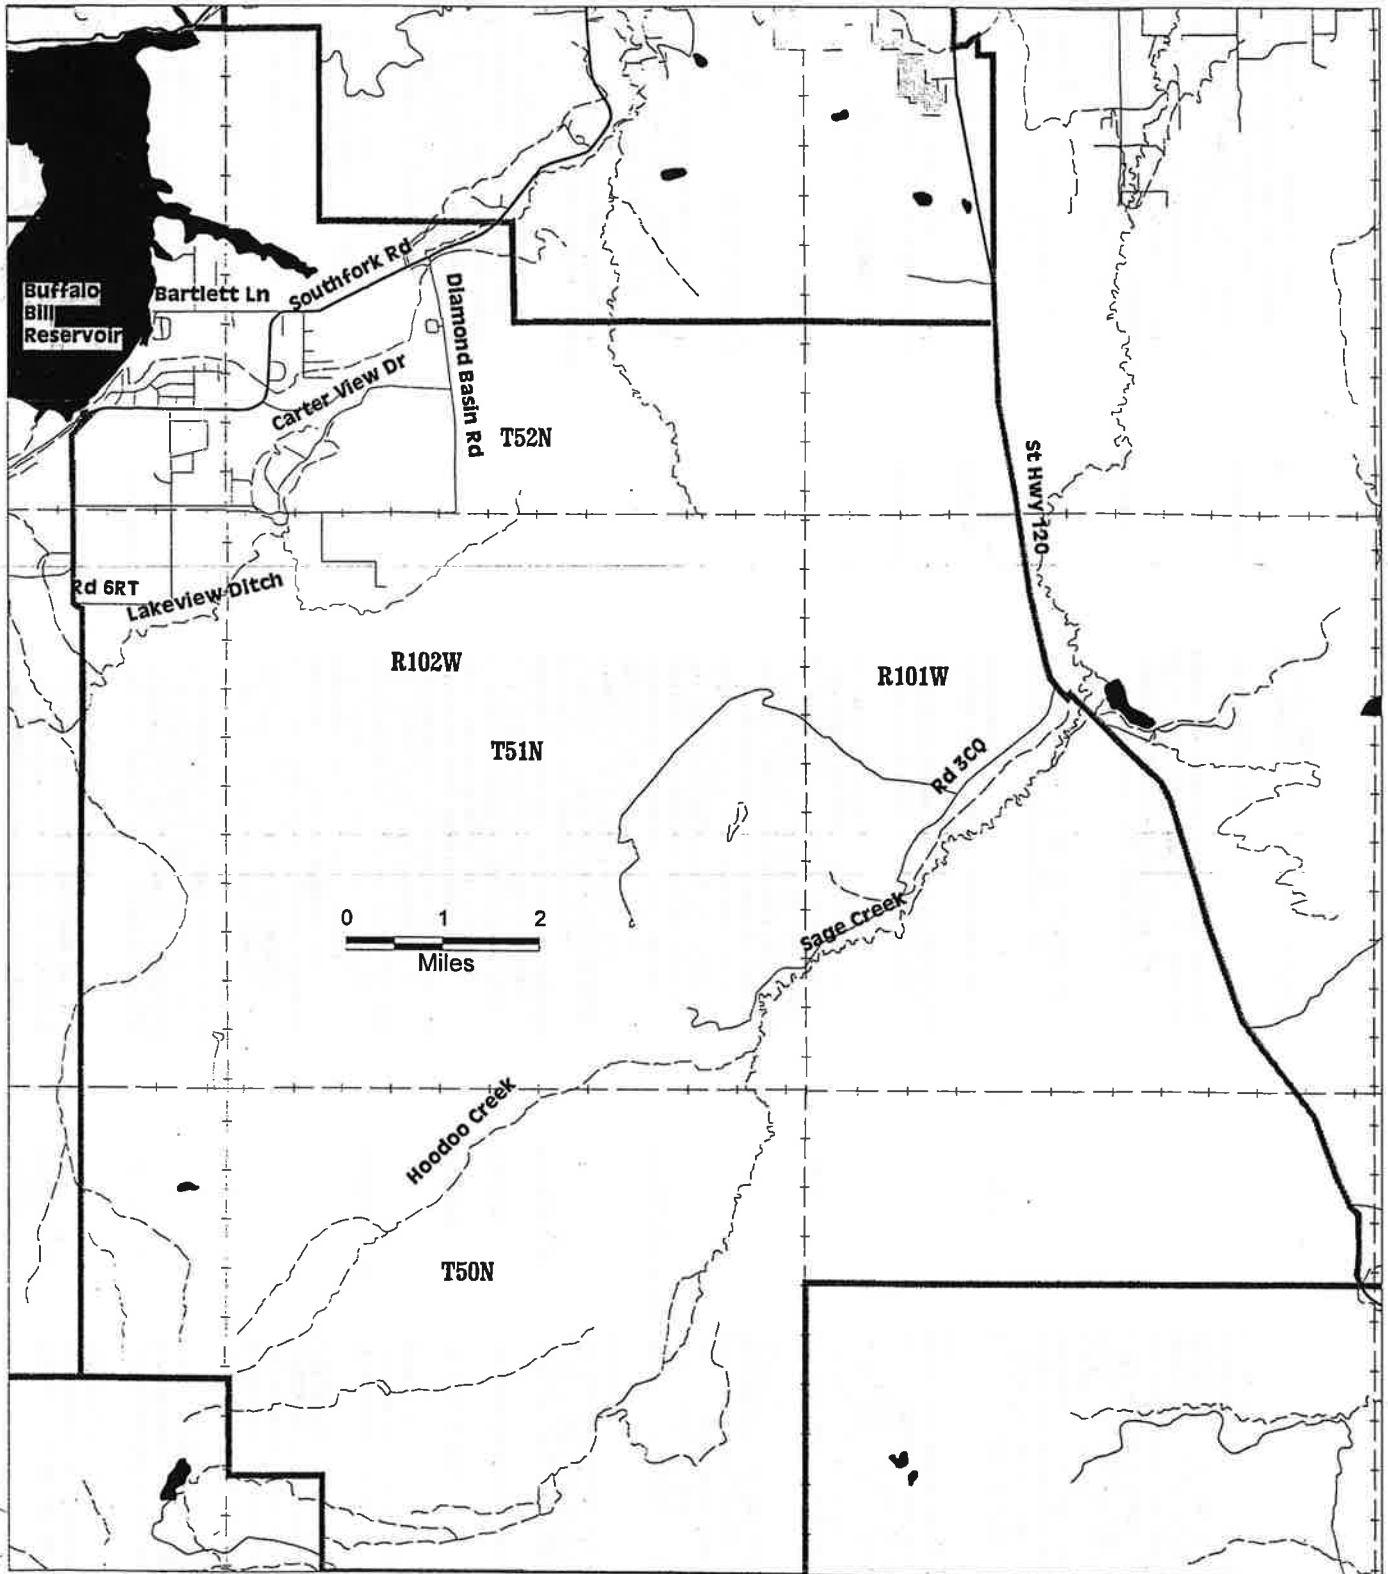 Buffalo
Bill
Reservoir
Bartlett Ln
Southfork Rd
Diamond Basin Rd
Carter View Dr
T52N
St Hwy 120
Rd 6RT
Lakeview Ditch
R102W
R101W
T51N
Rd 3CQ
0 1 2
Miles
Sage Creek
Hoodoo Creek
T50N